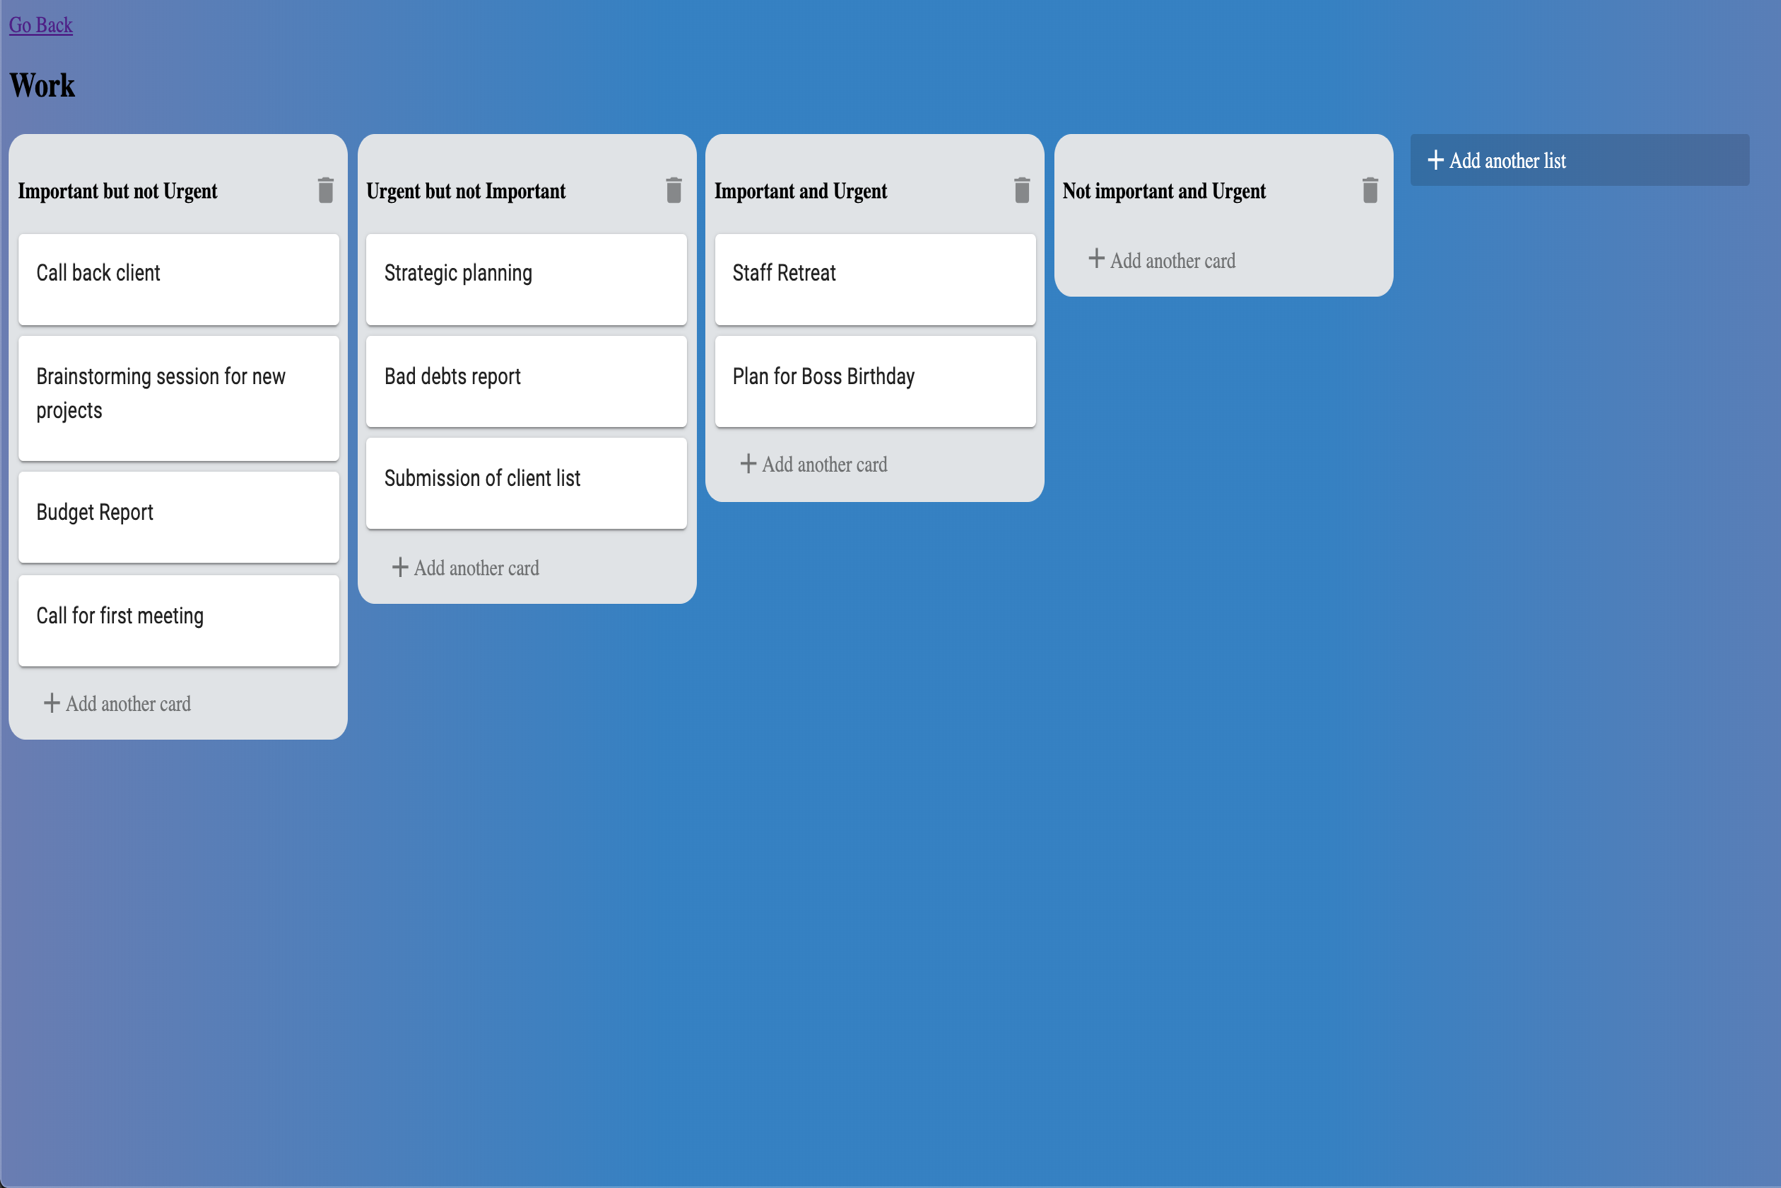 Go Back
Work
Important but not Urgent
Call back client
Brainstorming session for new
projects
Budget Report
Call for first meeting
Add another card
Urgent but not Important
Strategic planning
Bad debts report
Submission of client list
Add another card
Important and Urgent
Staff Retreat
Plan for Boss Birthday
Add another card
Not important and Urgent
Add another card
Add another list